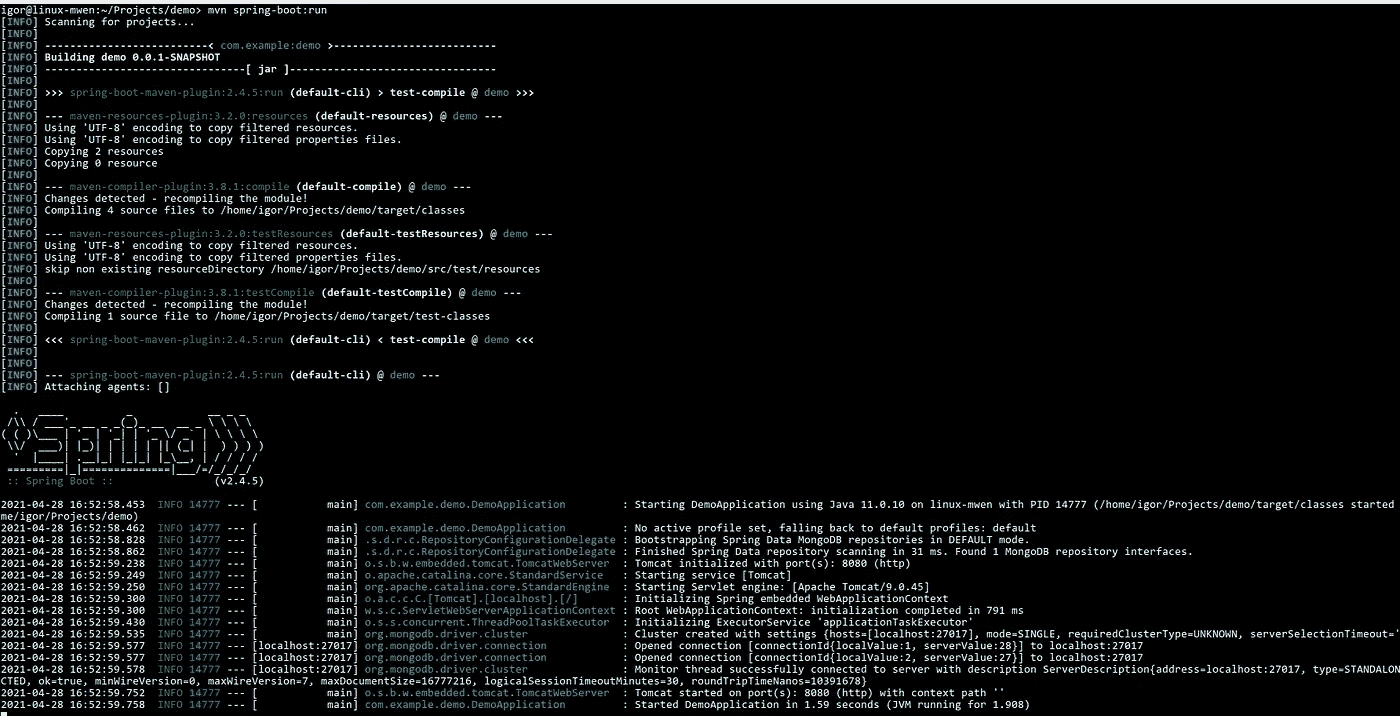 igor@linux-mwen:~/Projects/demo> mvn spring-boot:run
[INFO] Scanning for projects...
[INFO]
[INFO] --------------------------< com.example:demo >--------------------------
[INFO] Building demo 0.0.1-SNAPSHOT
[INFO] --------------------------------[ jar ]---------------------------------
[INFO]
[INFO] >>> spring-boot-maven-plugin:2.4.5:run (default-cli) > test-compile @ demo >>>
[INFO]
[INFO] --- maven-resources-plugin:3.2.0:resources (default-resources) @ demo ---
[INFO] Using 'UTF-8' encoding to copy filtered resources.
[INFO] Using 'UTF-8' encoding to copy filtered properties files.
[INFO] Copying 2 resources
[INFO] Copying 0 resource
[INFO]
[INFO] --- maven-compiler-plugin:3.8.1:compile (default-compile) @ demo ---
[INFO] Changes detected - recompiling the module!
[INFO] Compiling 4 source files to /home/igor/Projects/demo/target/classes
[INFO]
[INFO] --- maven-resources-plugin:3.2.0:testResources (default-testResources) @ demo ---
[INFO] Using 'UTF-8' encoding to copy filtered resources.
[INFO] Using 'UTF-8' encoding to copy filtered properties files.
[INFO] skip non existing resourceDirectory /home/igor/Projects/demo/src/test/resources
[INFO]
[INFO] --- maven-compiler-plugin:3.8.1:testCompile (default-testCompile) @ demo ---
[INFO] Changes detected - recompiling the module!
[INFO] Compiling 1 source file to /home/igor/Projects/demo/target/test-classes
[INFO]
[INFO] <<< spring-boot-maven-plugin:2.4.5:run (default-cli) < test-compile @ demo <<<
[INFO]
[INFO]
[INFO] --- spring-boot-maven-plugin:2.4.5:run (default-cli) @ demo ---
[INFO] Attaching agents: []
Spring
:: Spring Boot :: (v2.4.5)
2021-04-28 16:52:58.453 INFO 14777 --- [ main] com.example.demo.DemoApplication : Starting DemoApplication using Java 11.0.10 on linux-mwen with PID 14777 (/home/igor/Projects/demo/target/classes started
me/igor/Projects/demo)
2021-04-28 16:52:58.462 INFO 14777 --- [ main] com.example.demo.DemoApplication : No active profile set, falling back to default profiles: default
2021-04-28 16:52:58.828 INFO 14777 --- [ main] .s.d.r.c.RepositoryConfigurationDelegate : Bootstrapping Spring Data MongoDB repositories in DEFAULT mode.
2021-04-28 16:52:58.862 INFO 14777 --- [ main] .s.d.r.c.RepositoryConfigurationDelegate : Finished Spring Data repository scanning in 31 ms. Found 1 MongoDB repository interfaces.
2021-04-28 16:52:59.238 INFO 14777 --- [ main] o.s.b.w.embedded.tomcat.TomcatWebServer : Tomcat initialized with port(s): 8080 (http)
2021-04-28 16:52:59.249 INFO 14777 --- [ main] o.apache.catalina.core.StandardService : Starting service [Tomcat]
2021-04-28 16:52:59.250 INFO 14777 --- [ main] org.apache.catalina.core.StandardEngine : Starting Servlet engine: [Apache Tomcat/9.0.45]
2021-04-28 16:52:59.300 INFO 14777 --- [ main] o.a.c.c.C.[Tomcat].[localhost].[/] : Initializing Spring embedded WebApplicationContext
2021-04-28 16:52:59.300 INFO 14777 --- [ main] w.s.c.ServletWebServerApplicationContext : Root WebApplicationContext: initialization completed in 791 ms
2021-04-28 16:52:59.430 INFO 14777 --- [ main] o.s.s.concurrent.ThreadPoolTaskExecutor : Initializing ExecutorService 'applicationTaskExecutor'
2021-04-28 16:52:59.535 INFO 14777 --- [ main] org.mongodb.driver.cluster : Cluster created with settings {hosts=[localhost:27017], mode=SINGLE, requiredClusterType=UNKNOWN, serverSelectionTimeout='
2021-04-28 16:52:59.577 INFO 14777 --- [localhost:27017] org.mongodb.driver.connection : Opened connection [connectionId{localValue:1, serverValue:28}] to localhost:27017
2021-04-28 16:52:59.577 INFO 14777 --- [localhost:27017] org.mongodb.driver.connection : Opened connection [connectionId{localValue:2, serverValue:27}] to localhost:27017
2021-04-28 16:52:59.578 INFO 14777 --- [localhost:27017] org.mongodb.driver.cluster : Monitor thread successfully connected to server with description ServerDescription{address=localhost:27017, type=STANDALON
CTED, ok=true, minWireVersion=0, maxWireVersion=7, maxDocumentSize=16777216, logicalSessionTimeoutMinutes=30, roundTripTimeNanos=10391678}
2021-04-28 16:52:59.752 INFO 14777 --- [ main] o.s.b.w.embedded.tomcat.TomcatWebServer : Tomcat started on port(s): 8080 (http) with context path ''
2021-04-28 16:52:59.758 INFO 14777 --- [ main] com.example.demo.DemoApplication : Started DemoApplication in 1.59 seconds (JVM running for 1.908)